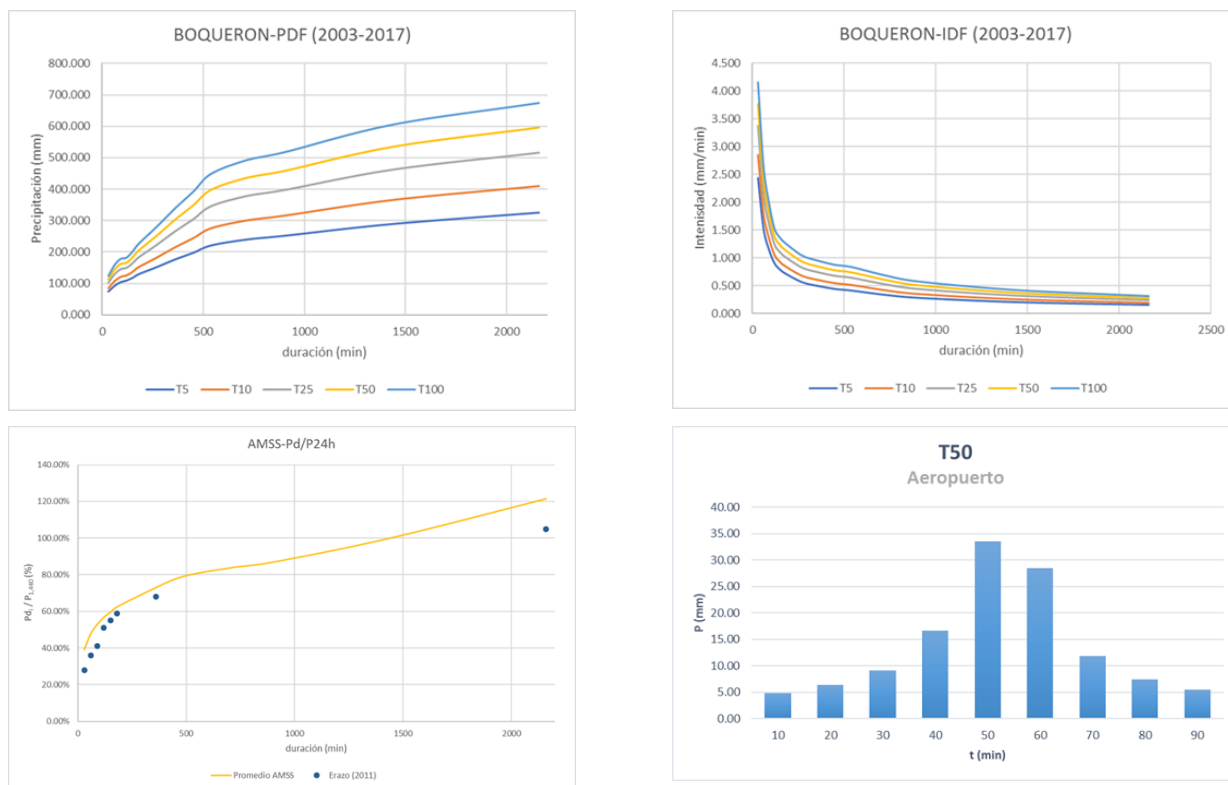 BOQUERON-PDF (2003-2017)
Precipitación (mm)
800.000
700.000
600.000
500.000
400.000
300.000
200.000
100.000
0.000
0 500 1000 1500 2000
duración (min)
T5 T10 T25 T50 T100
BOQUERON-IDF (2003-2017)
Intenisdad (mm/min)
4.500
4.000
3.500
3.000
2.500
2.000
1.500
1.000
0.500
0.000
0 500 1000 1500 2000 2500
duración (min)
T5 T10 T25 T50 T100
AMSS-Pd/P24h
Pdᵢ / P₁,₄₄₀ (%)
140.00%
120.00%
100.00%
80.00%
60.00%
40.00%
20.00%
0.00%
0 500 1000 1500 2000
duración (min)
Promedio AMSS Erazo (2011)
T50
Aeropuerto
P (mm)
40.00
35.00
30.00
25.00
20.00
15.00
10.00
5.00
0.00
10 20 30 40 50 60 70 80 90
t (min)